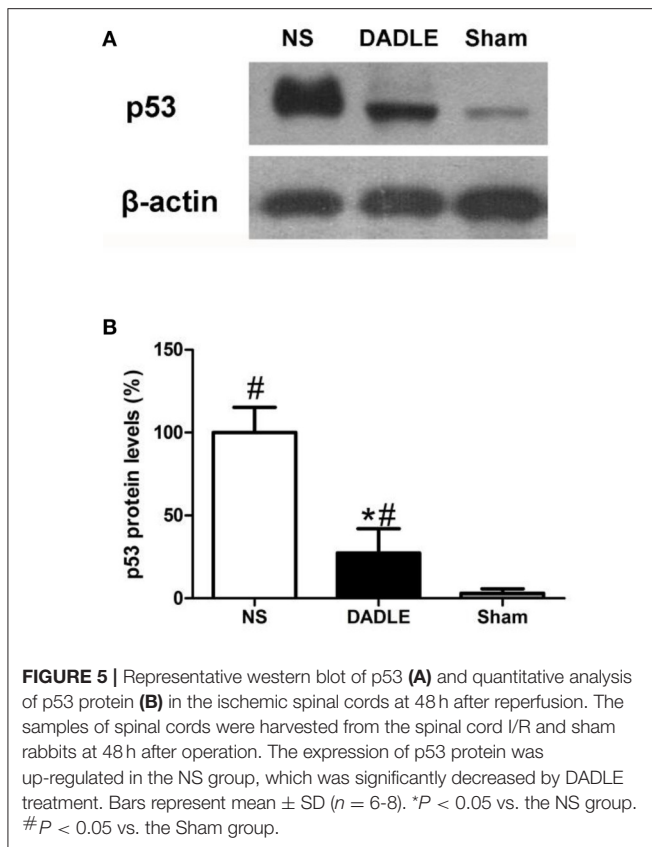 A
NS DADLE Sham
p53
β-actin
B
p53 protein levels (%)
150
100
50
0
#
*#
NS DADLE Sham
FIGURE 5 | Representative western blot of p53 (A) and quantitative analysis
of p53 protein (B) in the ischemic spinal cords at 48 h after reperfusion. The
samples of spinal cords were harvested from the spinal cord I/R and sham
rabbits at 48 h after operation. The expression of p53 protein was
up-regulated in the NS group, which was significantly decreased by DADLE
treatment. Bars represent mean ± SD (n = 6-8). *P < 0.05 vs. the NS group.
#P < 0.05 vs. the Sham group.